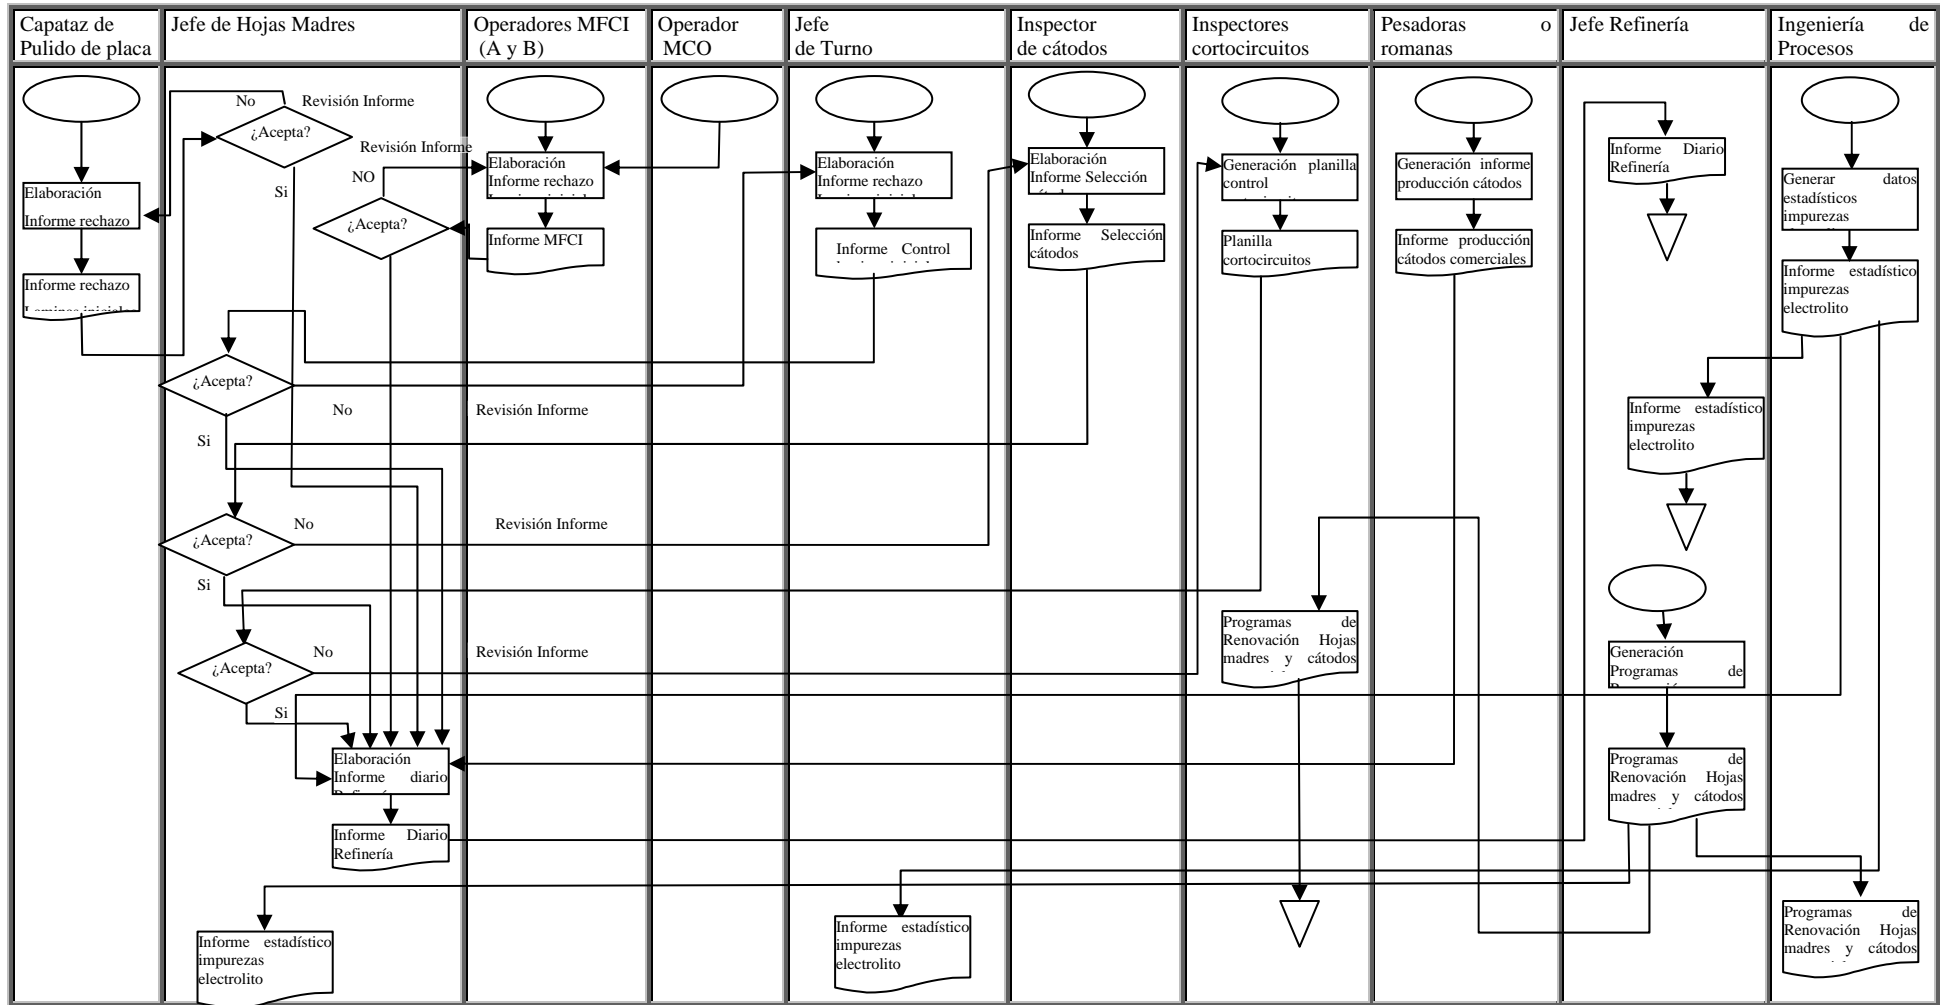 Capataz de
Pulido de placa
Jefe de Hojas Madres
Operadores MFCI
(A y B)
Operador
MCO
Jefe
de Turno
Inspector
de cátodos
Inspectores
cortocircuitos
Pesadoras o
romanas
Jefe Refinería
Ingeniería de
Procesos
Elaboración
Informe rechazo
Informe rechazo
Laminas iniciales
No
Revisión Informe
¿Acepta?
Si
Revisión Informe
NO
¿Acepta?
¿Acepta?
No
Revisión Informe
Si
¿Acepta?
No
Revisión Informe
Si
¿Acepta?
No
Revisión Informe
Si
Elaboración
Informe diario
Refinería
Informe Diario
Refinería
Informe estadístico
impurezas
electrolito
Elaboración
Informe rechazo
Informe MFCI
Elaboración
Informe rechazo
Informe Control
Informe estadístico
impurezas
electrolito
Elaboración
Informe Selección
Informe Selección
cátodos
Generación planilla
control
Planilla
cortocircuitos
Programas de
Renovación Hojas
madres y cátodos
Generación informe
producción cátodos
Informe producción
cátodos comerciales
Informe Diario
Refinería
Informe estadístico
impurezas
electrolito
Generación
Programas de
Programas de
Renovación Hojas
madres y cátodos
Generar datos
estadísticos
impurezas
Informe estadístico
impurezas
electrolito
Programas de
Renovación Hojas
madres y cátodos